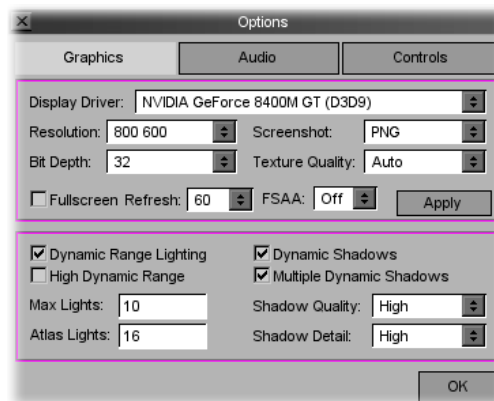 Options
Graphics Audio Controls
Display Driver: NVIDIA GeForce 8400M GT (D3D9)
Resolution: 800 600 Screenshot: PNG
Bit Depth: 32 Texture Quality: Auto
Fullscreen Refresh: 60 FSAA: Off Apply
Dynamic Range Lighting Dynamic Shadows
High Dynamic Range Multiple Dynamic Shadows
Max Lights: 10 Shadow Quality: High
Atlas Lights: 16 Shadow Detail: High
OK